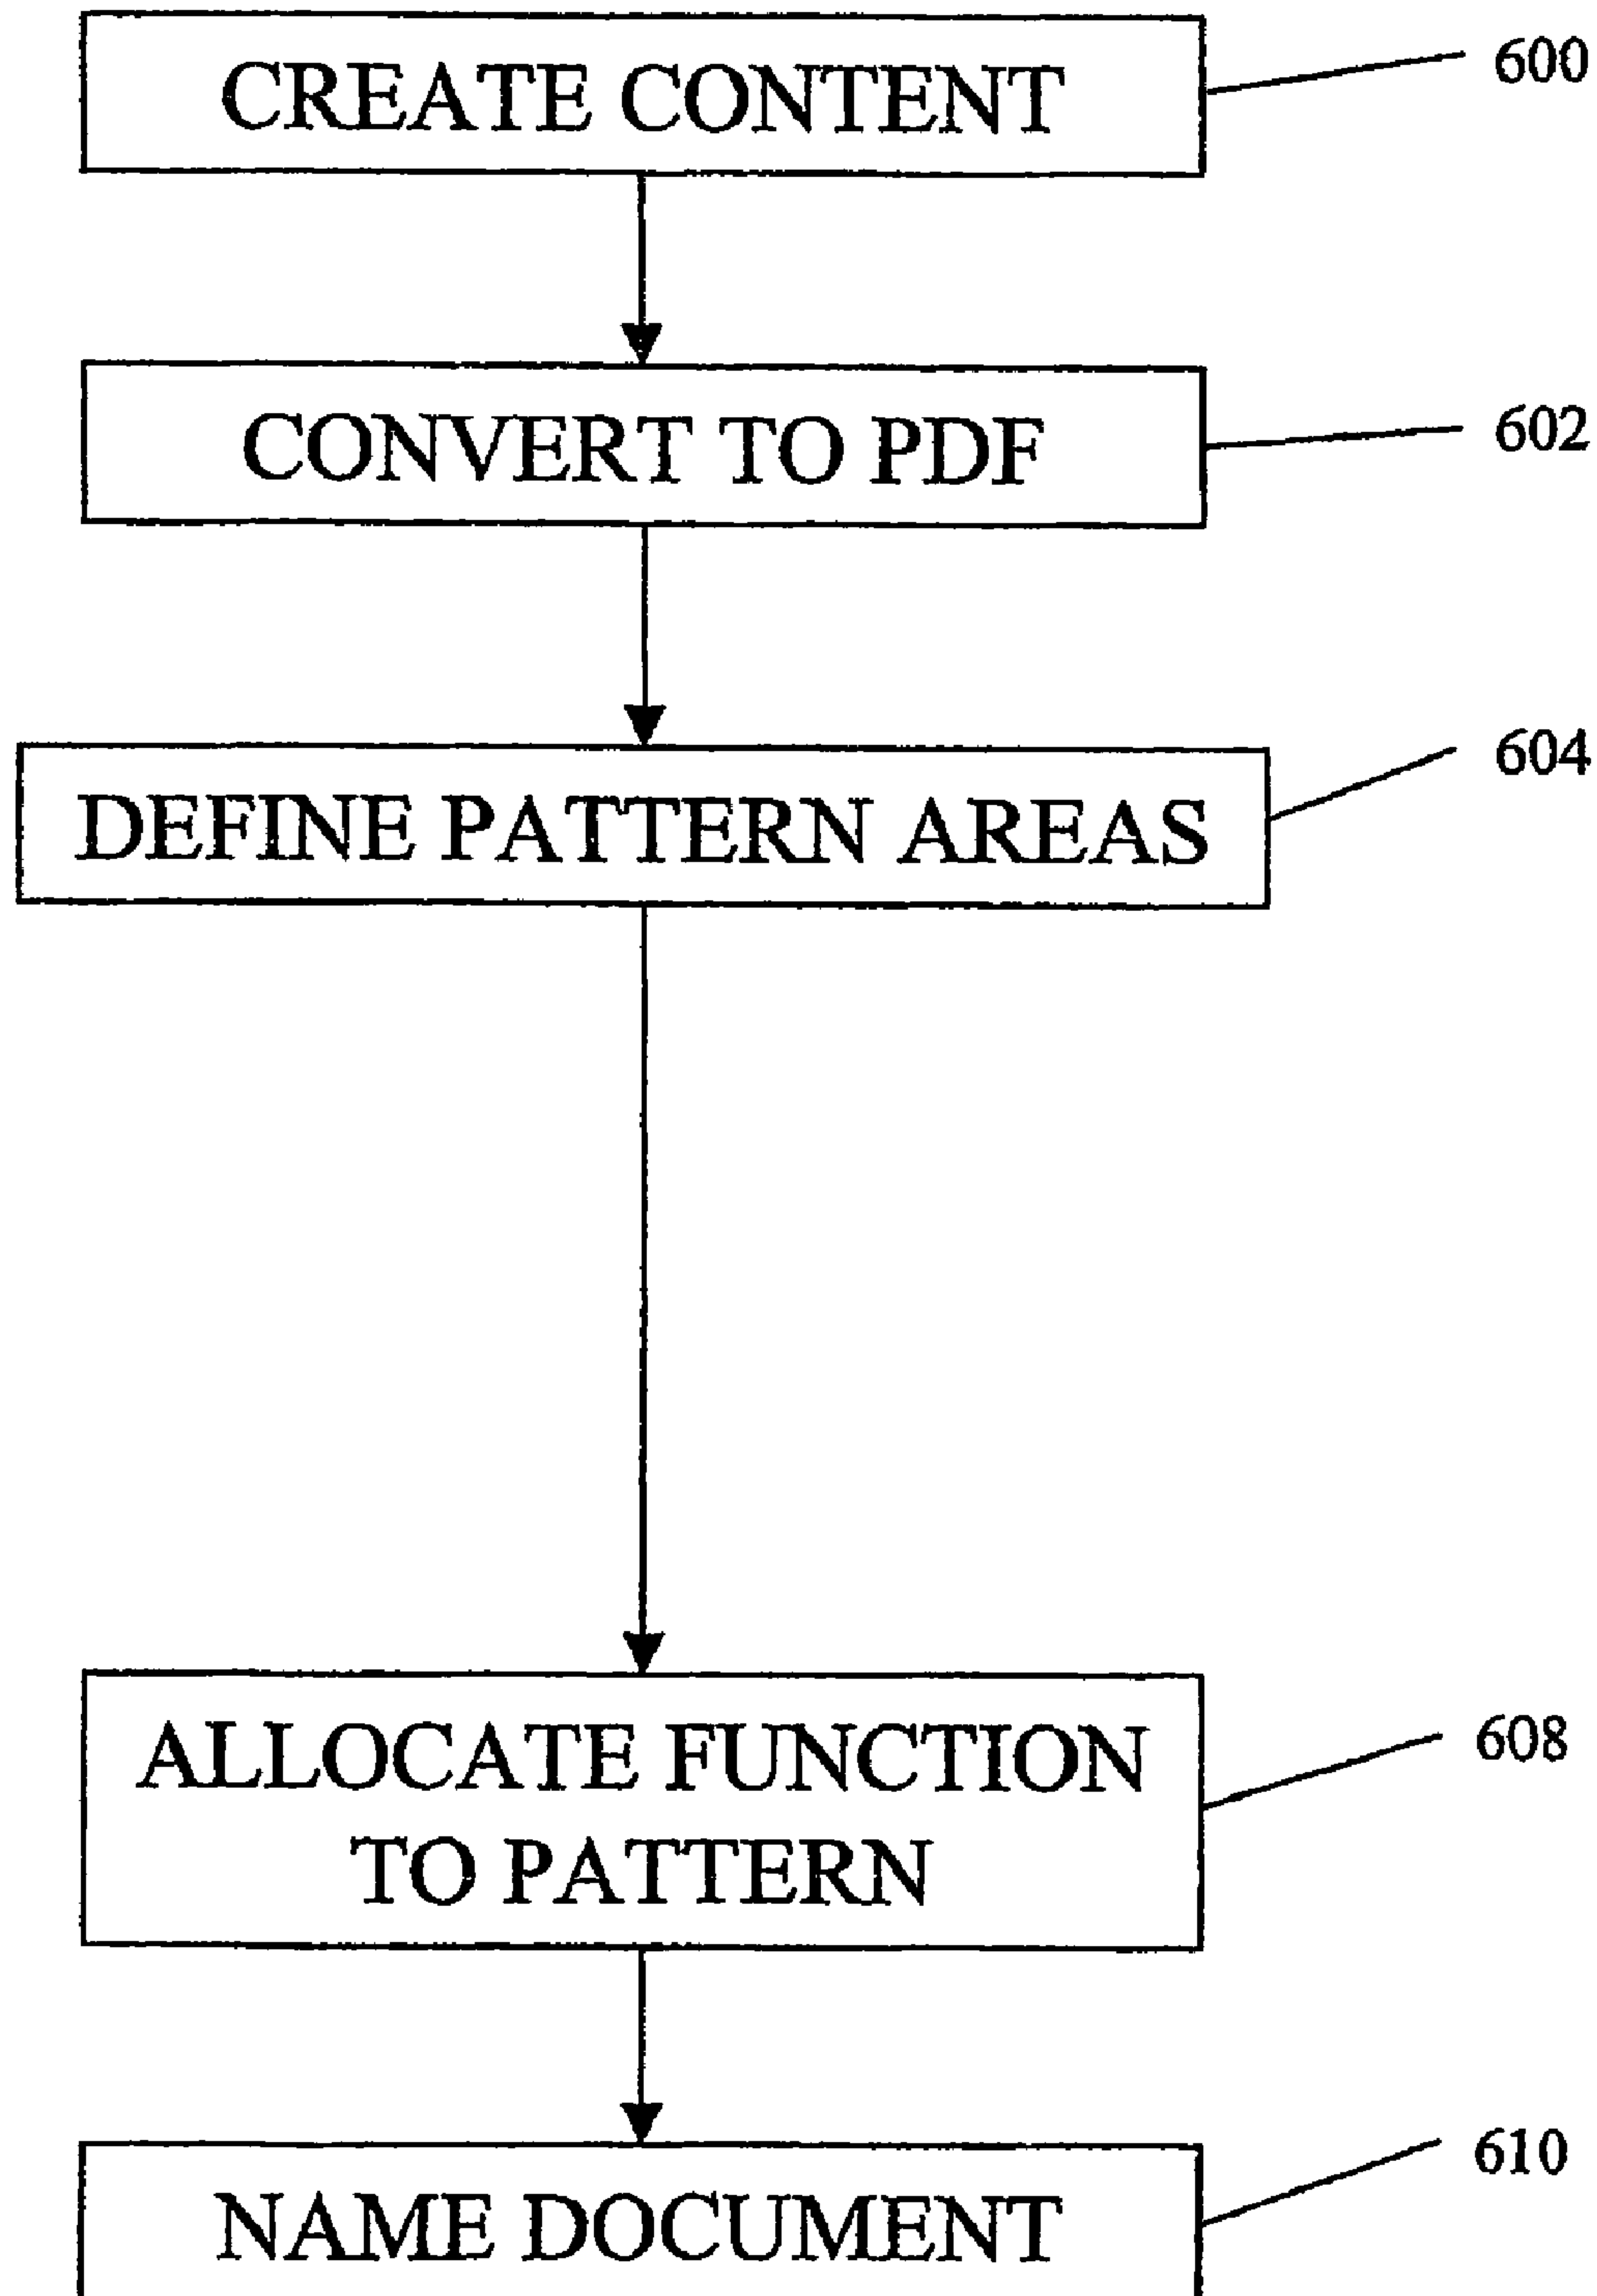 CREATE CONTENT
600
CONVERT TO PDF
602
DEFINE PATTERN AREAS
604
ALLOCATE FUNCTION
TO PATTERN
608
NAME DOCUMENT
610